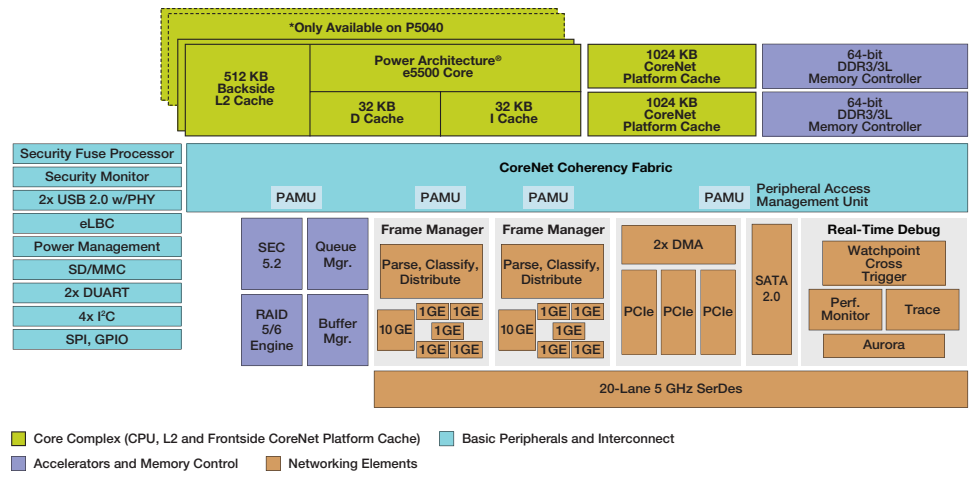 *Only Available on P5040
512 KB
Backside
L2 Cache
Power Architecture®
e5500 Core
32 KB
D Cache
32 KB
I Cache
1024 KB
CoreNet
Platform Cache
1024 KB
CoreNet
Platform Cache
64-bit
DDR3/3L
Memory Controller
64-bit
DDR3/3L
Memory Controller
Security Fuse Processor
Security Monitor
2x USB 2.0 w/PHY
eLBC
Power Management
SD/MMC
2x DUART
4x I²C
SPI, GPIO
CoreNet Coherency Fabric
PAMU
PAMU
PAMU
PAMU
Peripheral Access
Management Unit
SEC
5.2
Queue
Mgr.
RAID
5/6
Engine
Buffer
Mgr.
Frame Manager
Parse, Classify,
Distribute
10 GE
1GE 1GE
1GE
1GE 1GE
Frame Manager
Parse, Classify,
Distribute
10 GE
1GE 1GE
1GE
1GE 1GE
2x DMA
PCIe
PCIe
PCIe
SATA
2.0
Real-Time Debug
Watchpoint
Cross
Trigger
Perf.
Monitor
Trace
Aurora
20-Lane 5 GHz SerDes
Core Complex (CPU, L2 and Frontside CoreNet Platform Cache)
Basic Peripherals and Interconnect
Accelerators and Memory Control
Networking Elements